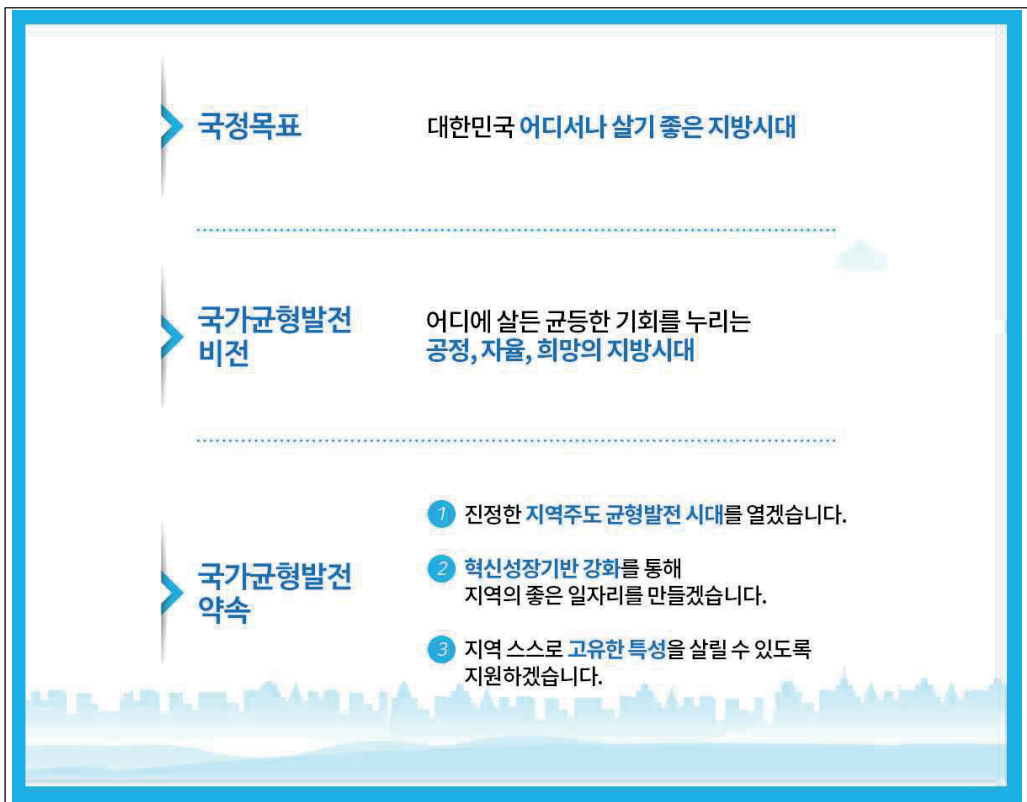 국정목표
대한민국 어디서나 살기 좋은 지방시대
국가균형발전
비전
어디에 살든 균등한 기회를 누리는
공정, 자율, 희망의 지방시대
국가균형발전
약속
1 진정한 지역주도 균형발전 시대를 열겠습니다.
2 혁신성장기반 강화를 통해
지역의 좋은 일자리를 만들겠습니다.
3 지역 스스로 고유한 특성을 살릴 수 있도록
지원하겠습니다.